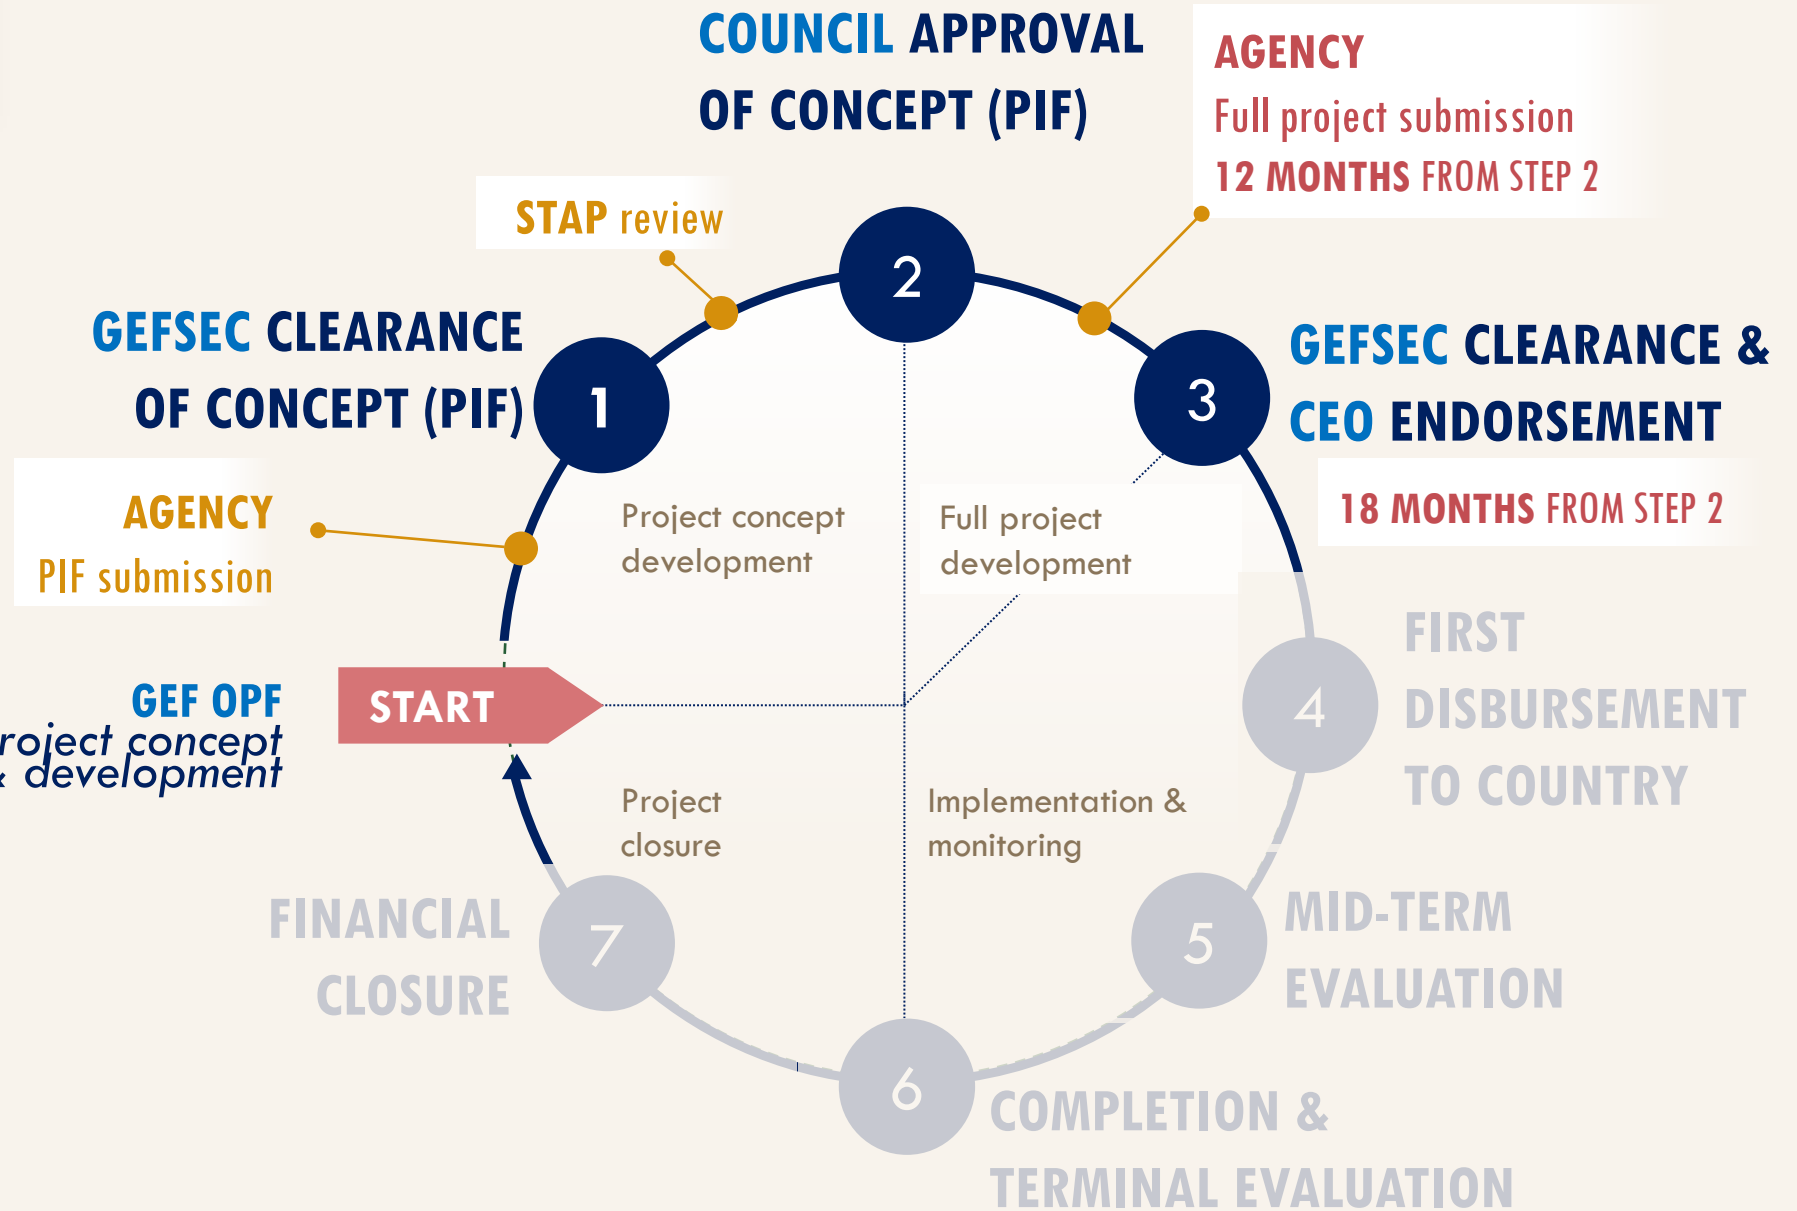 COUNCIL APPROVAL
OF CONCEPT (PIF)
AGENCY
Full project submission
12 MONTHS FROM STEP 2
STAP review
2
GEFSEC CLEARANCE
OF CONCEPT (PIF)
1
3
GEFSEC CLEARANCE &
CEO ENDORSEMENT
18 MONTHS FROM STEP 2
AGENCY
PIF submission
Project concept
development
Full project
development
START
GEF OPF
roject concept
& development
4
FIRST
DISBURSEMENT
TO COUNTRY
Project
closure
Implementation &
monitoring
FINANCIAL
CLOSURE
7
5
MID-TERM
EVALUATION
6
COMPLETION &
TERMINAL EVALUATION